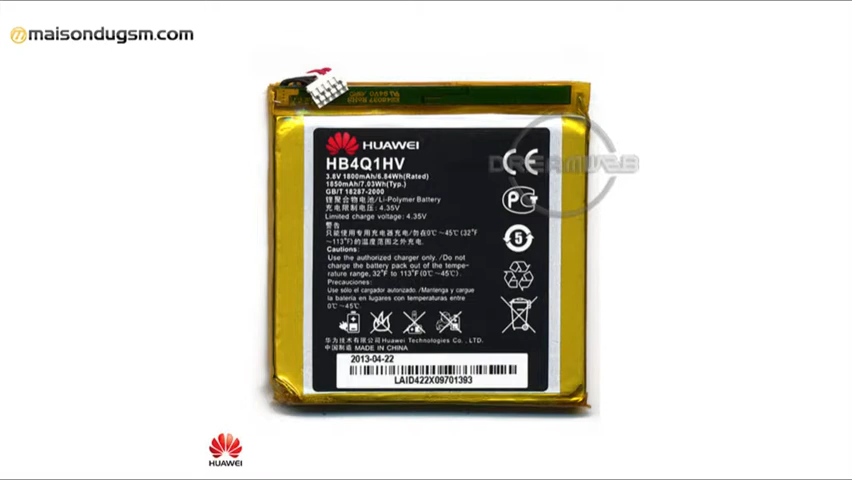 maisondugsm.com
HUAWEI
HB4Q1HV
3.8V 1800mAh/6.84Wh(Rated)
1850mAh/7.03Wh(Typ.)
GB/T 18287-2000
锂聚合物电池/Li-Polymer Battery
充电限制电压: 4.35V
Limited charge voltage: 4.35V
警告
只能使用专用充电器充电/勿在0℃~45℃(32°F
~113°F)的温度范围之外充电.
Cautions:
Use the authorized charger only. /Do not
charge the battery pack out of the tempe-
rature range, 32°F to 113°F(0℃~45℃).
Precauciones:
Use sólo el cargador autorizado. /Mantenga y cargue
la batería en lugares con temperaturas entre
0℃~45℃.
华为技术有限公司 Huawei Technologies Co., Ltd.
中国制造 MADE IN CHINA
2013-04-22
LAID422X09701393
DREAMW2B
5
HUAWEI